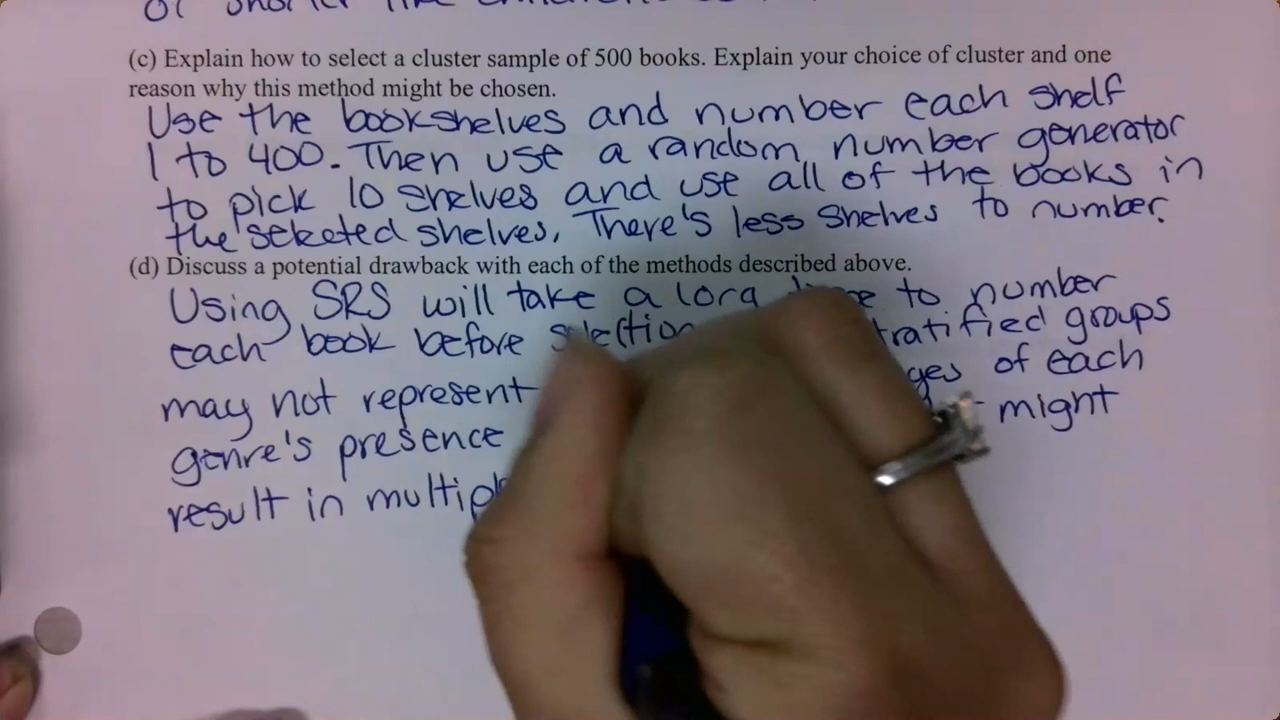 or shorter like
(c) Explain how to select a cluster sample of 500 books. Explain your choice of cluster and one
reason why this method might be chosen.
Use the bookshelves and number each shelf
1 to 400. Then use a random number generator
to pick 10 shelves and use all of the books in
the selected shelves. There's less shelves to number.
(d) Discuss a potential drawback with each of the methods described above.
Using SRS will take a long to number
each book before selection groups
may not represent of each
genre's presence might
result in